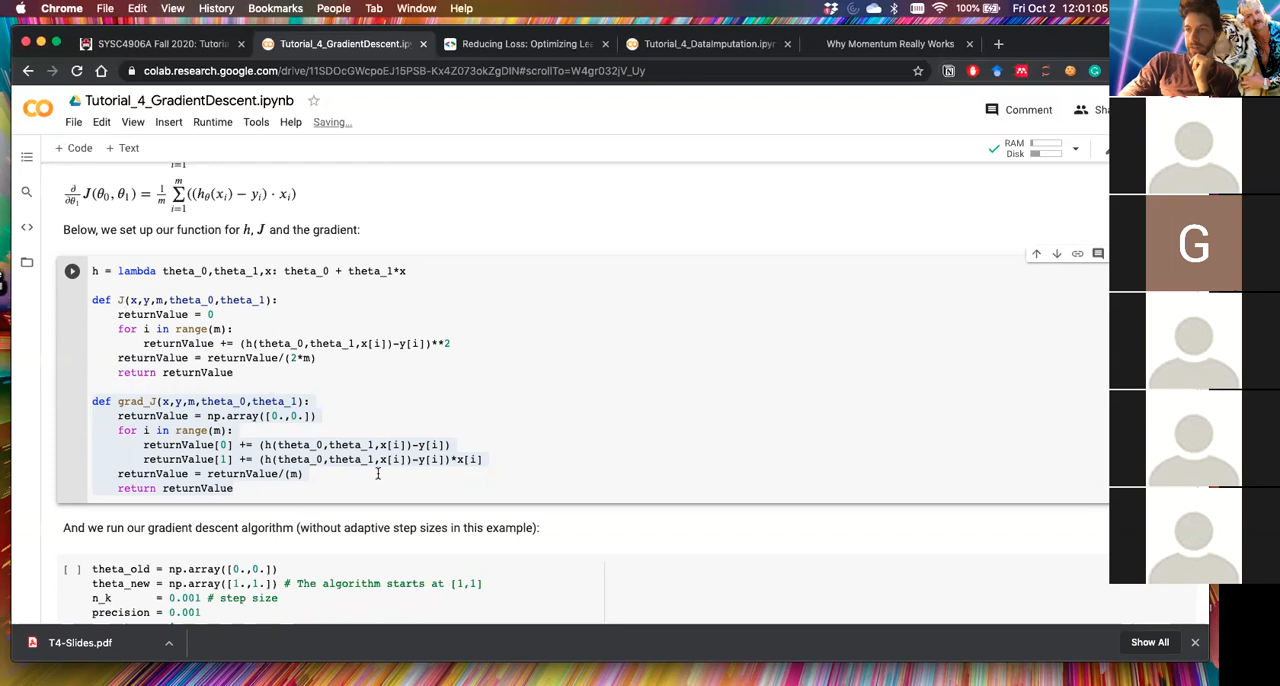 Chrome File Edit View History Bookmarks People Tab Window Help 100% Fri Oct 2 12:01:05
SYSC4906A Fall 2020: Tutoria Tutorial_4_GradientDescent.ip Reducing Loss: Optimizing Le Tutorial_4_DataImputation.ipyr Why Momentum Really Works
colab.research.google.com/drive/11SDOcGWcpoEJ15PSB-Kx4Z073okZgDIN#scrollTo=W4gr032jV_Uy
Tutorial_4_GradientDescent.ipynb
Comment Sha
File Edit View Insert Runtime Tools Help Saving...
+ Code + Text
RAM
Disk
i=1
∂/∂θ₁ J(θ₀, θ₁) = 1/m ∑ᵢ₌₁ᵐ ((h_θ(xᵢ) − yᵢ) · xᵢ)
Below, we set up our function for h, J and the gradient:
h = lambda theta_0,theta_1,x: theta_0 + theta_1*x
def J(x,y,m,theta_0,theta_1):
returnValue = 0
for i in range(m):
returnValue += (h(theta_0,theta_1,x[i])-y[i])**2
returnValue = returnValue/(2*m)
return returnValue
def grad_J(x,y,m,theta_0,theta_1):
returnValue = np.array([0.,0.])
for i in range(m):
returnValue[0] += (h(theta_0,theta_1,x[i])-y[i])
returnValue[1] += (h(theta_0,theta_1,x[i])-y[i])*x[i]
returnValue = returnValue/(m)
return returnValue
And we run our gradient descent algorithm (without adaptive step sizes in this example):
[ ] theta_old = np.array([0.,0.])
theta_new = np.array([1.,1.]) # The algorithm starts at [1,1]
n_k = 0.001 # step size
precision = 0.001
T4-Slides.pdf
Show All
G